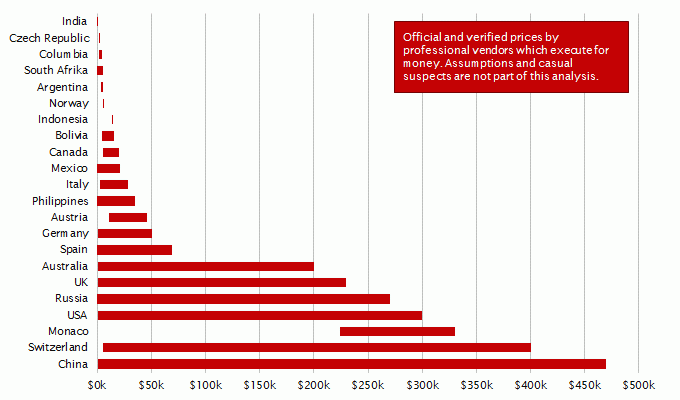 India
Czech Republic
Columbia
South Afrika
Argentina
Norway
Indonesia
Bolivia
Canada
Mexico
Italy
Philippines
Austria
Germany
Spain
Australia
UK
Russia
USA
Monaco
Switzerland
China
Official and verified prices by
professional vendors which execute for
money. Assumptions and casual
suspects are not part of this analysis.
$0k $50k $100k $150k $200k $250k $300k $350k $400k $450k $500k